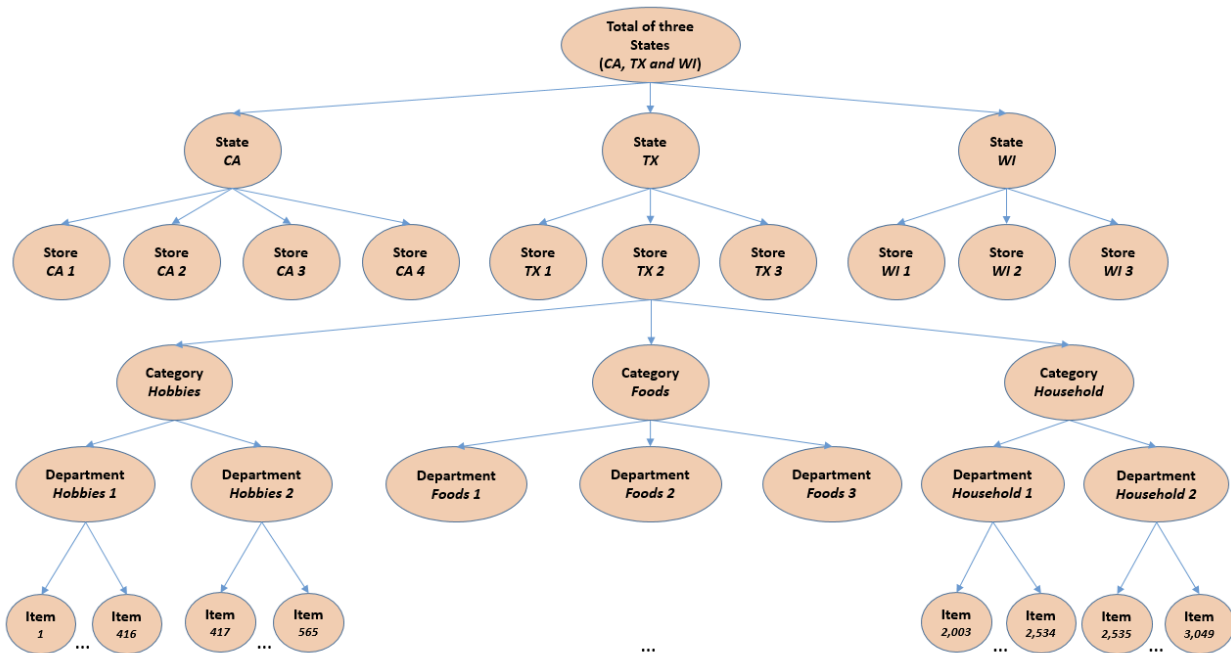 Total of three
States
(CA, TX and WI)
State
CA
State
TX
State
WI
Store
CA 1
Store
CA 2
Store
CA 3
Store
CA 4
Store
TX 1
Store
TX 2
Store
TX 3
Store
WI 1
Store
WI 2
Store
WI 3
Category
Hobbies
Category
Foods
Category
Household
Department
Hobbies 1
Department
Hobbies 2
Department
Foods 1
Department
Foods 2
Department
Foods 3
Department
Household 1
Department
Household 2
Item
1
...
Item
416
Item
417
...
Item
565
...
Item
2,003
...
Item
2,534
Item
2,535
...
Item
3,049